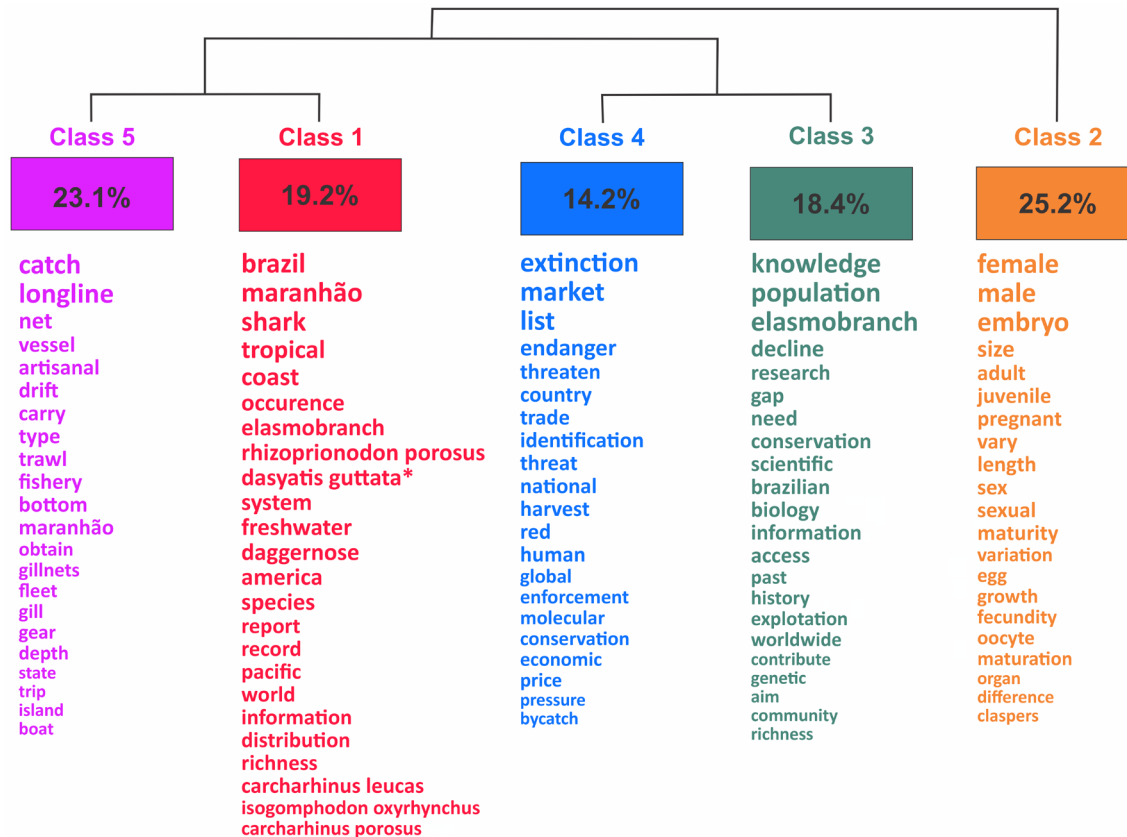 Class 5
23.1%
catch
longline
net
vessel
artisanal
drift
carry
type
trawl
fishery
bottom
maranhão
obtain
gillnets
fleet
gill
gear
depth
state
trip
island
boat
Class 1
19.2%
brazil
maranhão
shark
tropical
coast
occurence
elasmobranch
rhizoprionodon porosus
dasyatis guttata*
system
freshwater
daggernose
america
species
report
record
pacific
world
information
distribution
richness
carcharhinus leucas
isogomphodon oxyrhynchus
carcharhinus porosus
Class 4
14.2%
extinction
market
list
endanger
threaten
country
trade
identification
threat
national
harvest
red
human
global
enforcement
molecular
conservation
economic
price
pressure
bycatch
Class 3
18.4%
knowledge
population
elasmobranch
decline
research
gap
need
conservation
scientific
brazilian
biology
information
access
past
history
explotation
worldwide
contribute
genetic
aim
community
richness
Class 2
25.2%
female
male
embryo
size
adult
juvenile
pregnant
vary
length
sex
sexual
maturity
variation
egg
growth
fecundity
oocyte
maturation
organ
difference
claspers